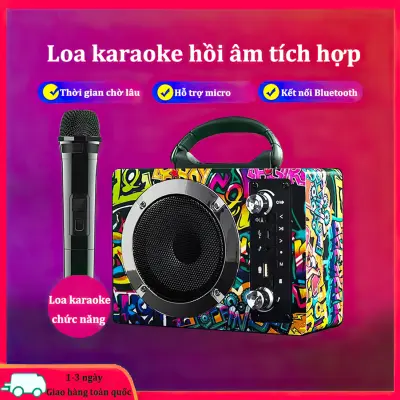 Loa karaoke hồi âm tích hợp
Thời gian chờ lâu
Hỗ trợ micro
Kết nối Bluetooth
Loa karaoke
chức năng
1-3 ngày
Giao hàng toàn quốc